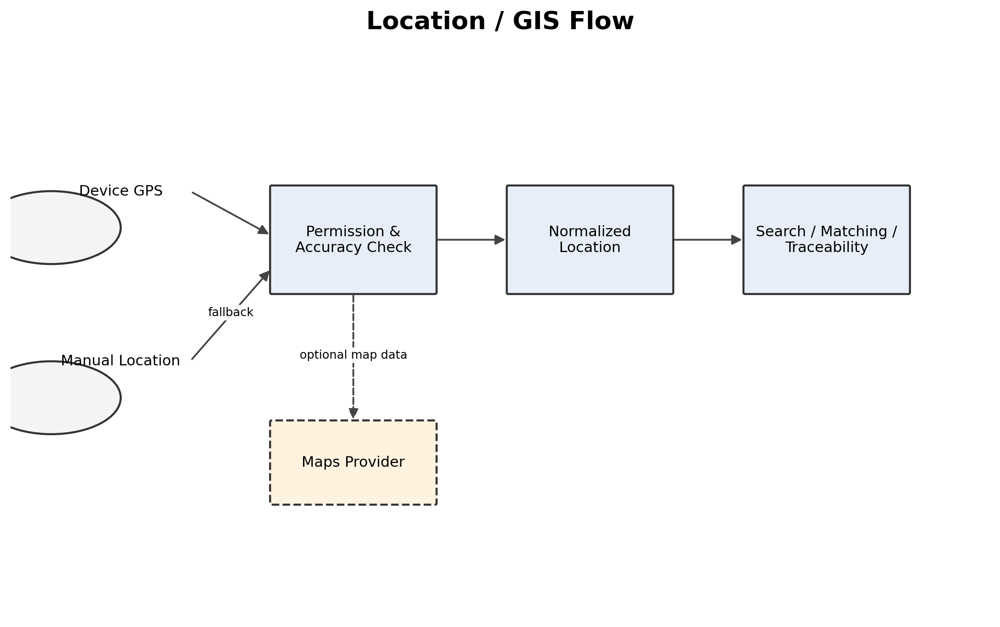 Location / GIS Flow
Device GPS
Permission &
Accuracy Check
Normalized
Location
Search / Matching /
Traceability
fallback
Manual Location
optional map data
Maps Provider